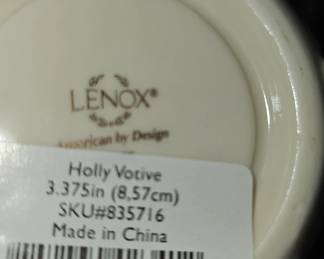 LENOX®
American by Design
Holly Votive
3.375in (8,57cm)
SKU#835716
Made in China